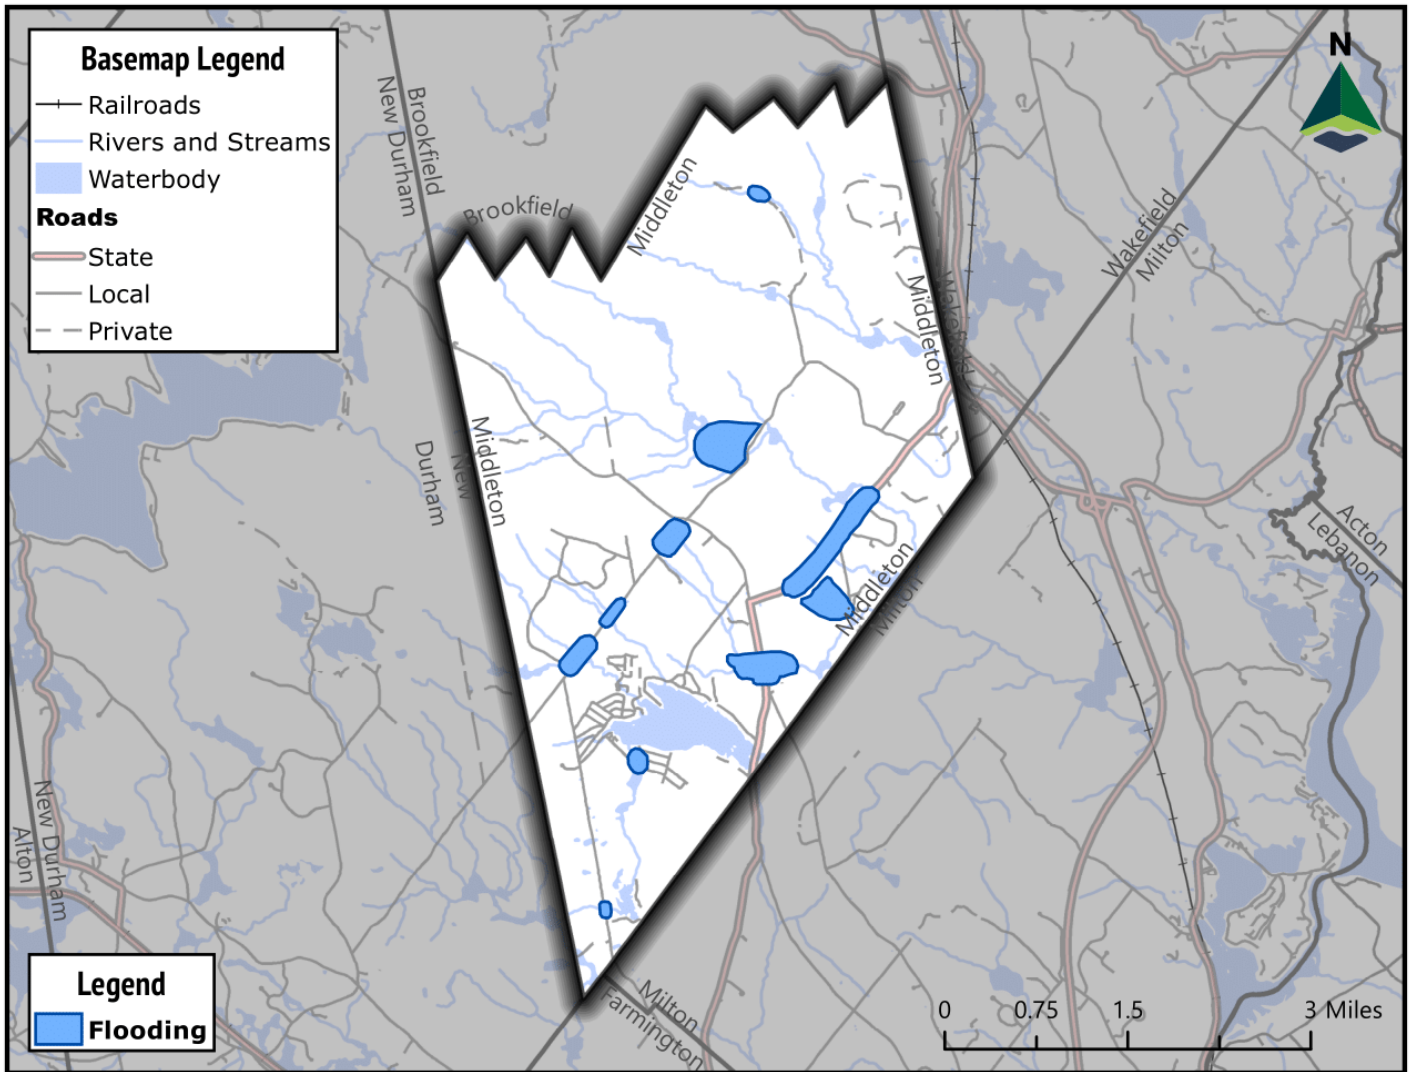 Basemap Legend
Railroads
Rivers and Streams
Waterbody
Roads
State
Local
Private
Brookfield
New Durham
Brookfield
Middleton
N
Wakefield
Milton
Wakefield
Middleton
Middleton
New
Durham
Acton
Lebanon
Middleton
Milton
New Durham
Alton
Milton
Farmington
Legend
Flooding
0 0.75 1.5 3 Miles